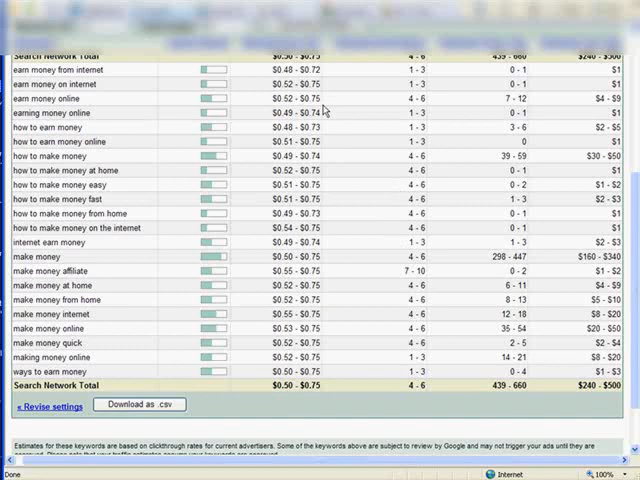 Search Network Total $0.50 - $0.75 4 - 6 439 - 660 $240 - $500
earn money from internet $0.48 - $0.72 1 - 3 0 - 1 $1
earn money on internet $0.52 - $0.75 1 - 3 0 - 1 $1
earn money online $0.52 - $0.75 4 - 6 7 - 12 $4 - $9
earning money online $0.49 - $0.74 1 - 3 0 - 1 $1
how to earn money $0.48 - $0.73 1 - 3 3 - 6 $2 - $5
how to earn money online $0.51 - $0.75 1 - 3 0 $1
how to make money $0.49 - $0.74 4 - 6 39 - 59 $30 - $50
how to make money at home $0.52 - $0.75 4 - 6 0 - 1 $1
how to make money easy $0.51 - $0.75 4 - 6 0 - 2 $1 - $2
how to make money fast $0.51 - $0.75 4 - 6 1 - 3 $2 - $3
how to make money from home $0.49 - $0.73 4 - 6 0 - 1 $1
how to make money on the internet $0.54 - $0.75 4 - 6 0 - 1 $1
internet earn money $0.49 - $0.74 1 - 3 1 - 3 $2 - $3
make money $0.50 - $0.75 4 - 6 298 - 447 $160 - $340
make money affiliate $0.55 - $0.75 7 - 10 0 - 2 $1 - $2
make money at home $0.52 - $0.75 4 - 6 6 - 11 $4 - $9
make money from home $0.52 - $0.75 4 - 6 8 - 13 $5 - $10
make money internet $0.55 - $0.75 4 - 6 12 - 18 $8 - $20
make money online $0.53 - $0.75 4 - 6 35 - 54 $20 - $50
make money quick $0.52 - $0.75 4 - 6 2 - 5 $2 - $4
making money online $0.52 - $0.75 1 - 3 14 - 21 $8 - $20
ways to earn money $0.50 - $0.75 1 - 3 0 - 4 $1 - $3
Search Network Total $0.50 - $0.75 4 - 6 439 - 660 $240 - $500
« Revise settings Download as .csv
Estimates for these keywords are based on clickthrough rates for current advertisers. Some of the keywords above are subject to review by Google and may not trigger your ads until they are
Done Internet 100%